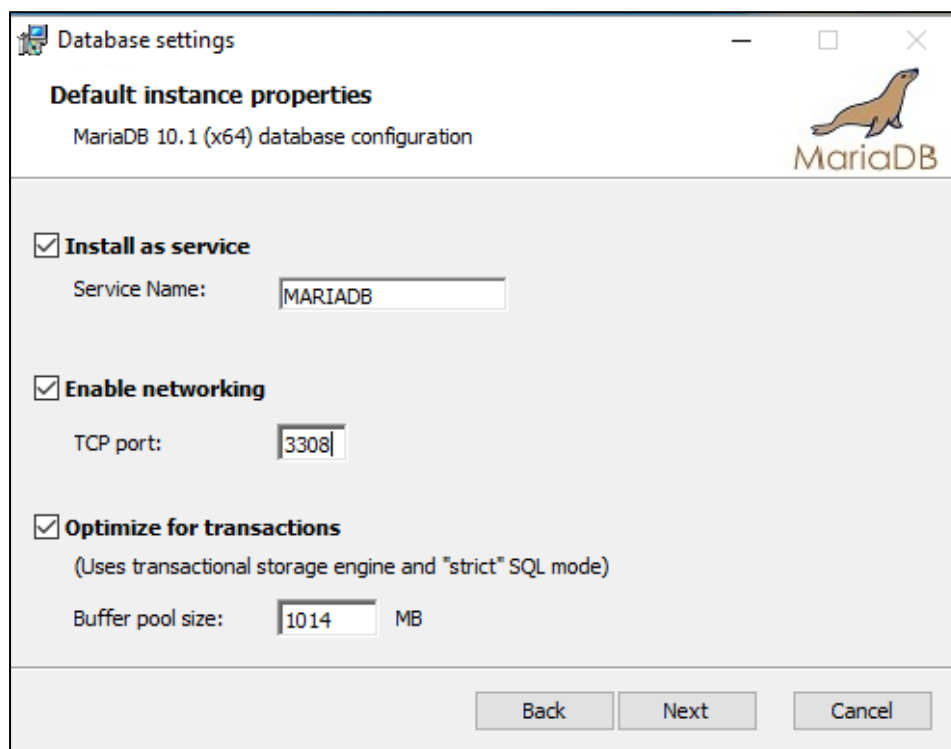 Database settings
Default instance properties
MariaDB 10.1 (x64) database configuration
MariaDB
Install as service
Service Name: MARIADB
Enable networking
TCP port: 3308
Optimize for transactions
(Uses transactional storage engine and "strict" SQL mode)
Buffer pool size: 1014 MB
Back Next Cancel